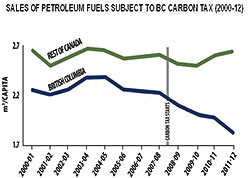 SALES OF PETROLEUM FUELS SUBJECT TO BC CARBON TAX (2000-12)
2.7
REST OF CANADA
BRITISH COLUMBIA
m³/CAPITA
BC CARBON TAX STARTS
1.7
2000-01
2001-02
2002-03
2003-04
2004-05
2005-06
2006-07
2007-08
2008-09
2009-10
2010-11
2011-12